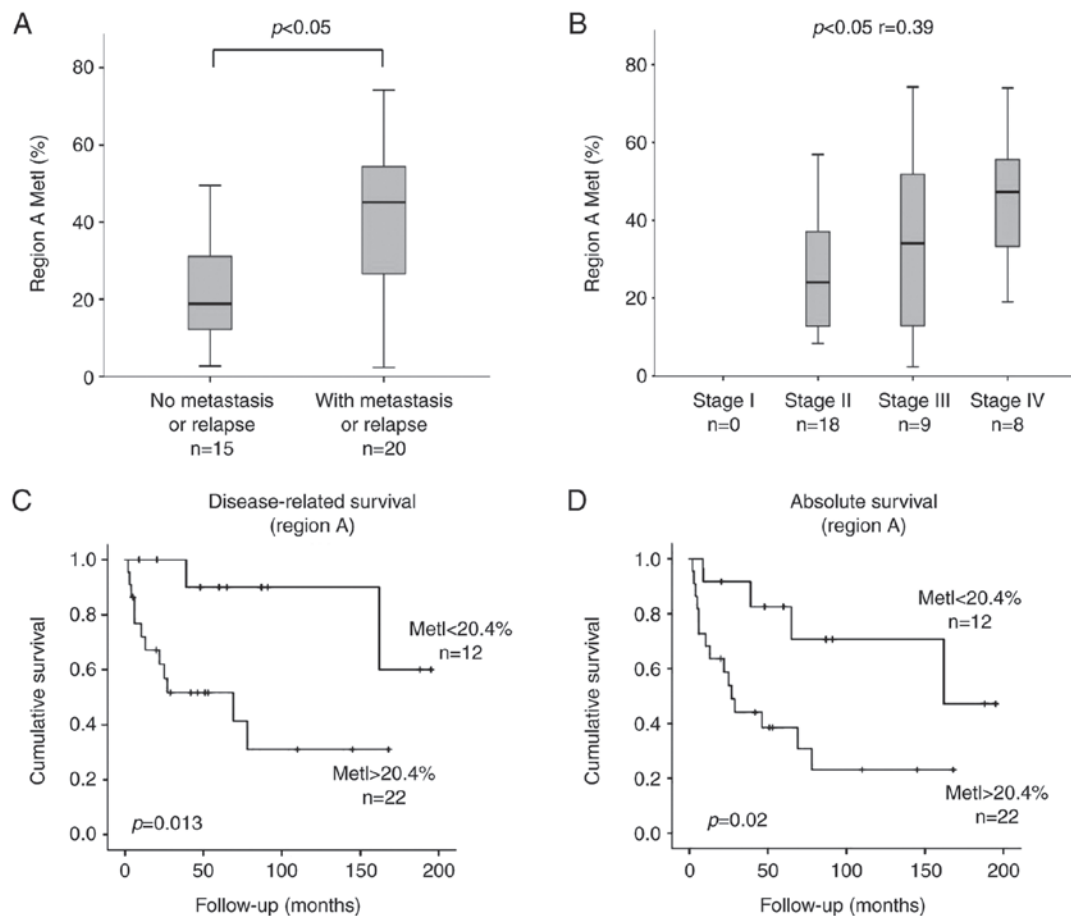 A
p<0.05
Region A MetI (%)
80
60
40
20
0
No metastasis
or relapse
n=15
With metastasis
or relapse
n=20
B
p<0.05 r=0.39
Region A MetI (%)
80
60
40
20
0
Stage I
n=0
Stage II
n=18
Stage III
n=9
Stage IV
n=8
C
Disease-related survival
(region A)
Cumulative survival
1.0
0.8
0.6
0.4
0.2
0.0
MetI<20.4%
n=12
MetI>20.4%
n=22
p=0.013
0 50 100 150 200
Follow-up (months)
D
Absolute survival
(region A)
Cumulative survival
1.0
0.8
0.6
0.4
0.2
0.0
MetI<20.4%
n=12
MetI>20.4%
n=22
p=0.02
0 50 100 150 200
Follow-up (months)